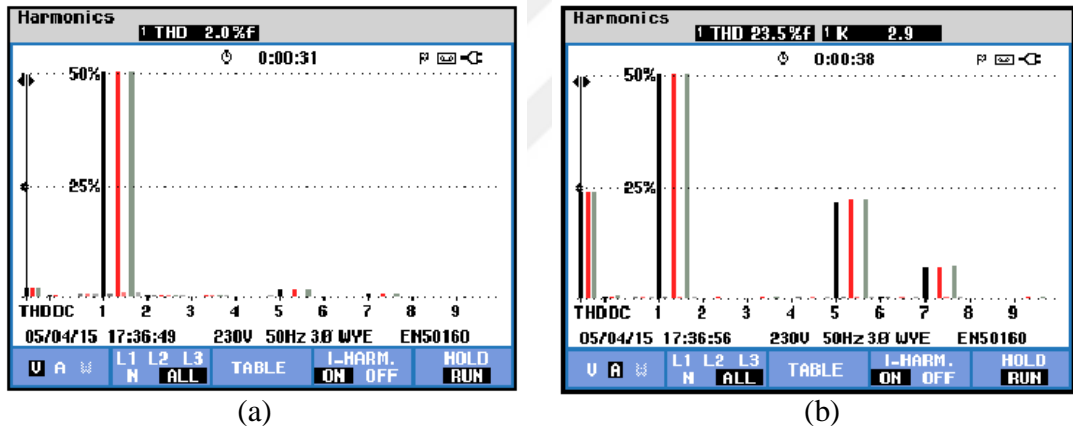 Harmonics
1 THD 2.0%f
0:00:31
50%
25%
THDDC 1 2 3 4 5 6 7 8 9
05/04/15 17:36:49 230V 50Hz 3Ø WYE EN50160
V A W L1 L2 L3 N ALL TABLE I-HARM. ON OFF HOLD RUN
(a)
Harmonics
1 THD 23.5%f 1 K 2.9
0:00:38
50%
25%
THDDC 1 2 3 4 5 6 7 8 9
05/04/15 17:36:56 230V 50Hz 3Ø WYE EN50160
V A W L1 L2 L3 N ALL TABLE I-HARM. ON OFF HOLD RUN
(b)